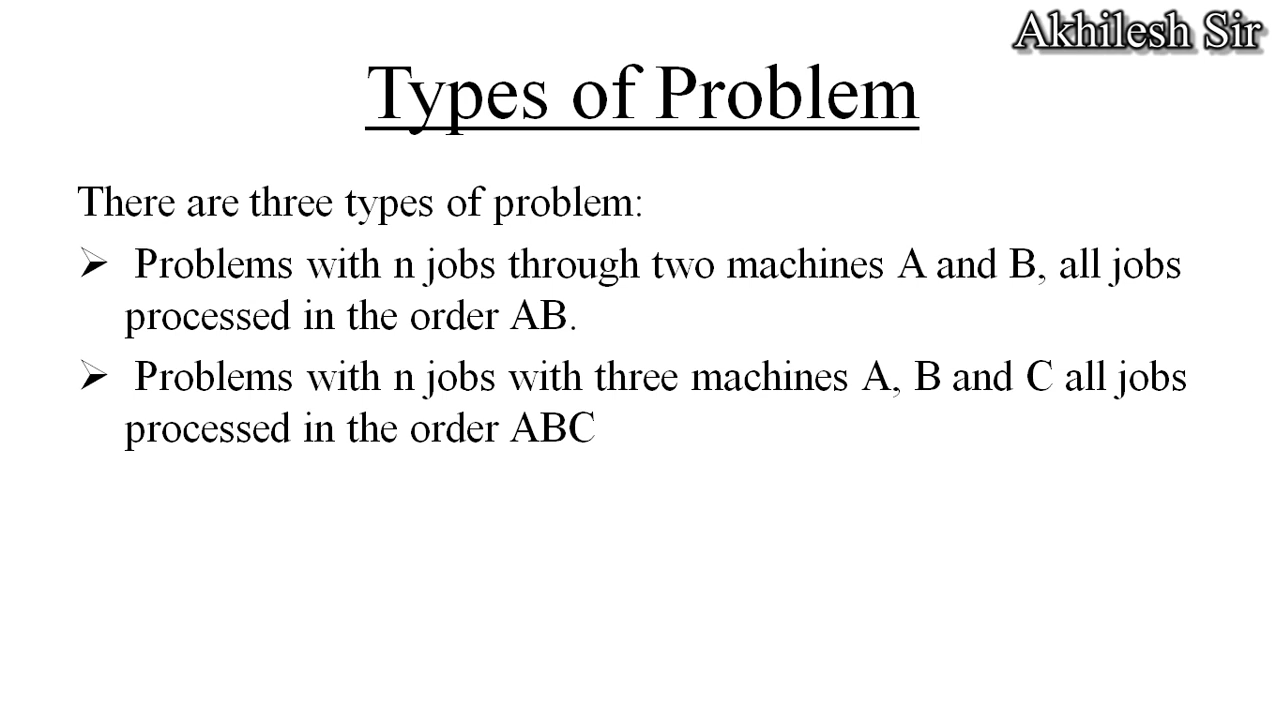 Akhilesh Sir
Types of Problem
There are three types of problem:
➢ Problems with n jobs through two machines A and B, all jobs
processed in the order AB.
➢ Problems with n jobs with three machines A, B and C all jobs
processed in the order ABC